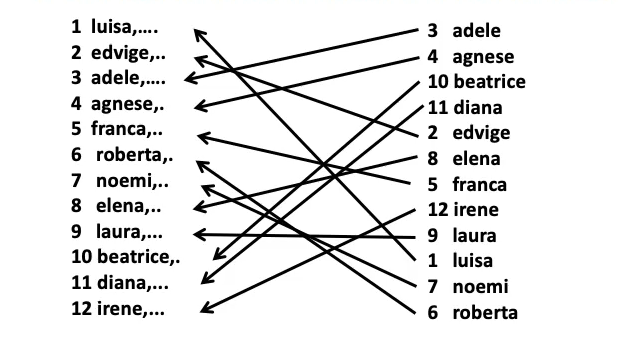 1 luisa,....
2 edvige,..
3 adele,....
4 agnese,.
5 franca,..
6 roberta,.
7 noemi,..
8 elena,..
9 laura,...
10 beatrice,.
11 diana,...
12 irene,...
3 adele
4 agnese
10 beatrice
11 diana
2 edvige
8 elena
5 franca
12 irene
9 laura
1 luisa
7 noemi
6 roberta